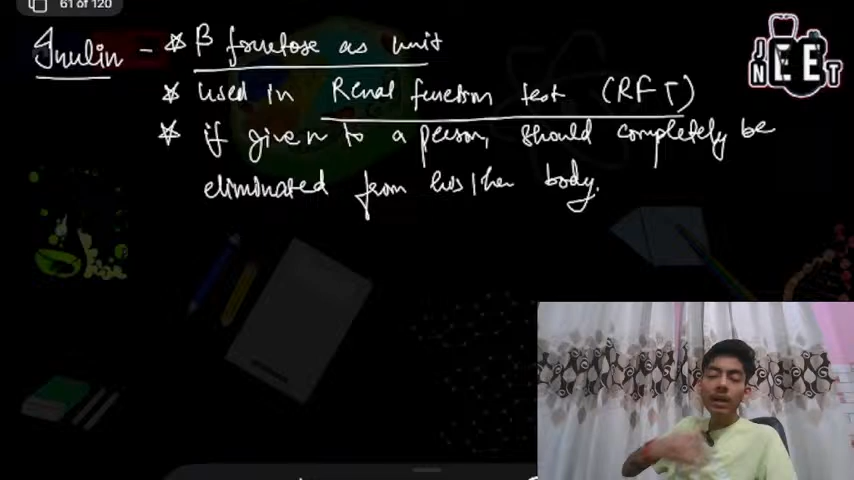 61 of 120
Inulin - * β fructose as unit
* used in Renal function test (RFT)
* if given to a person, should completely be
eliminated from his/her body.
J NEET